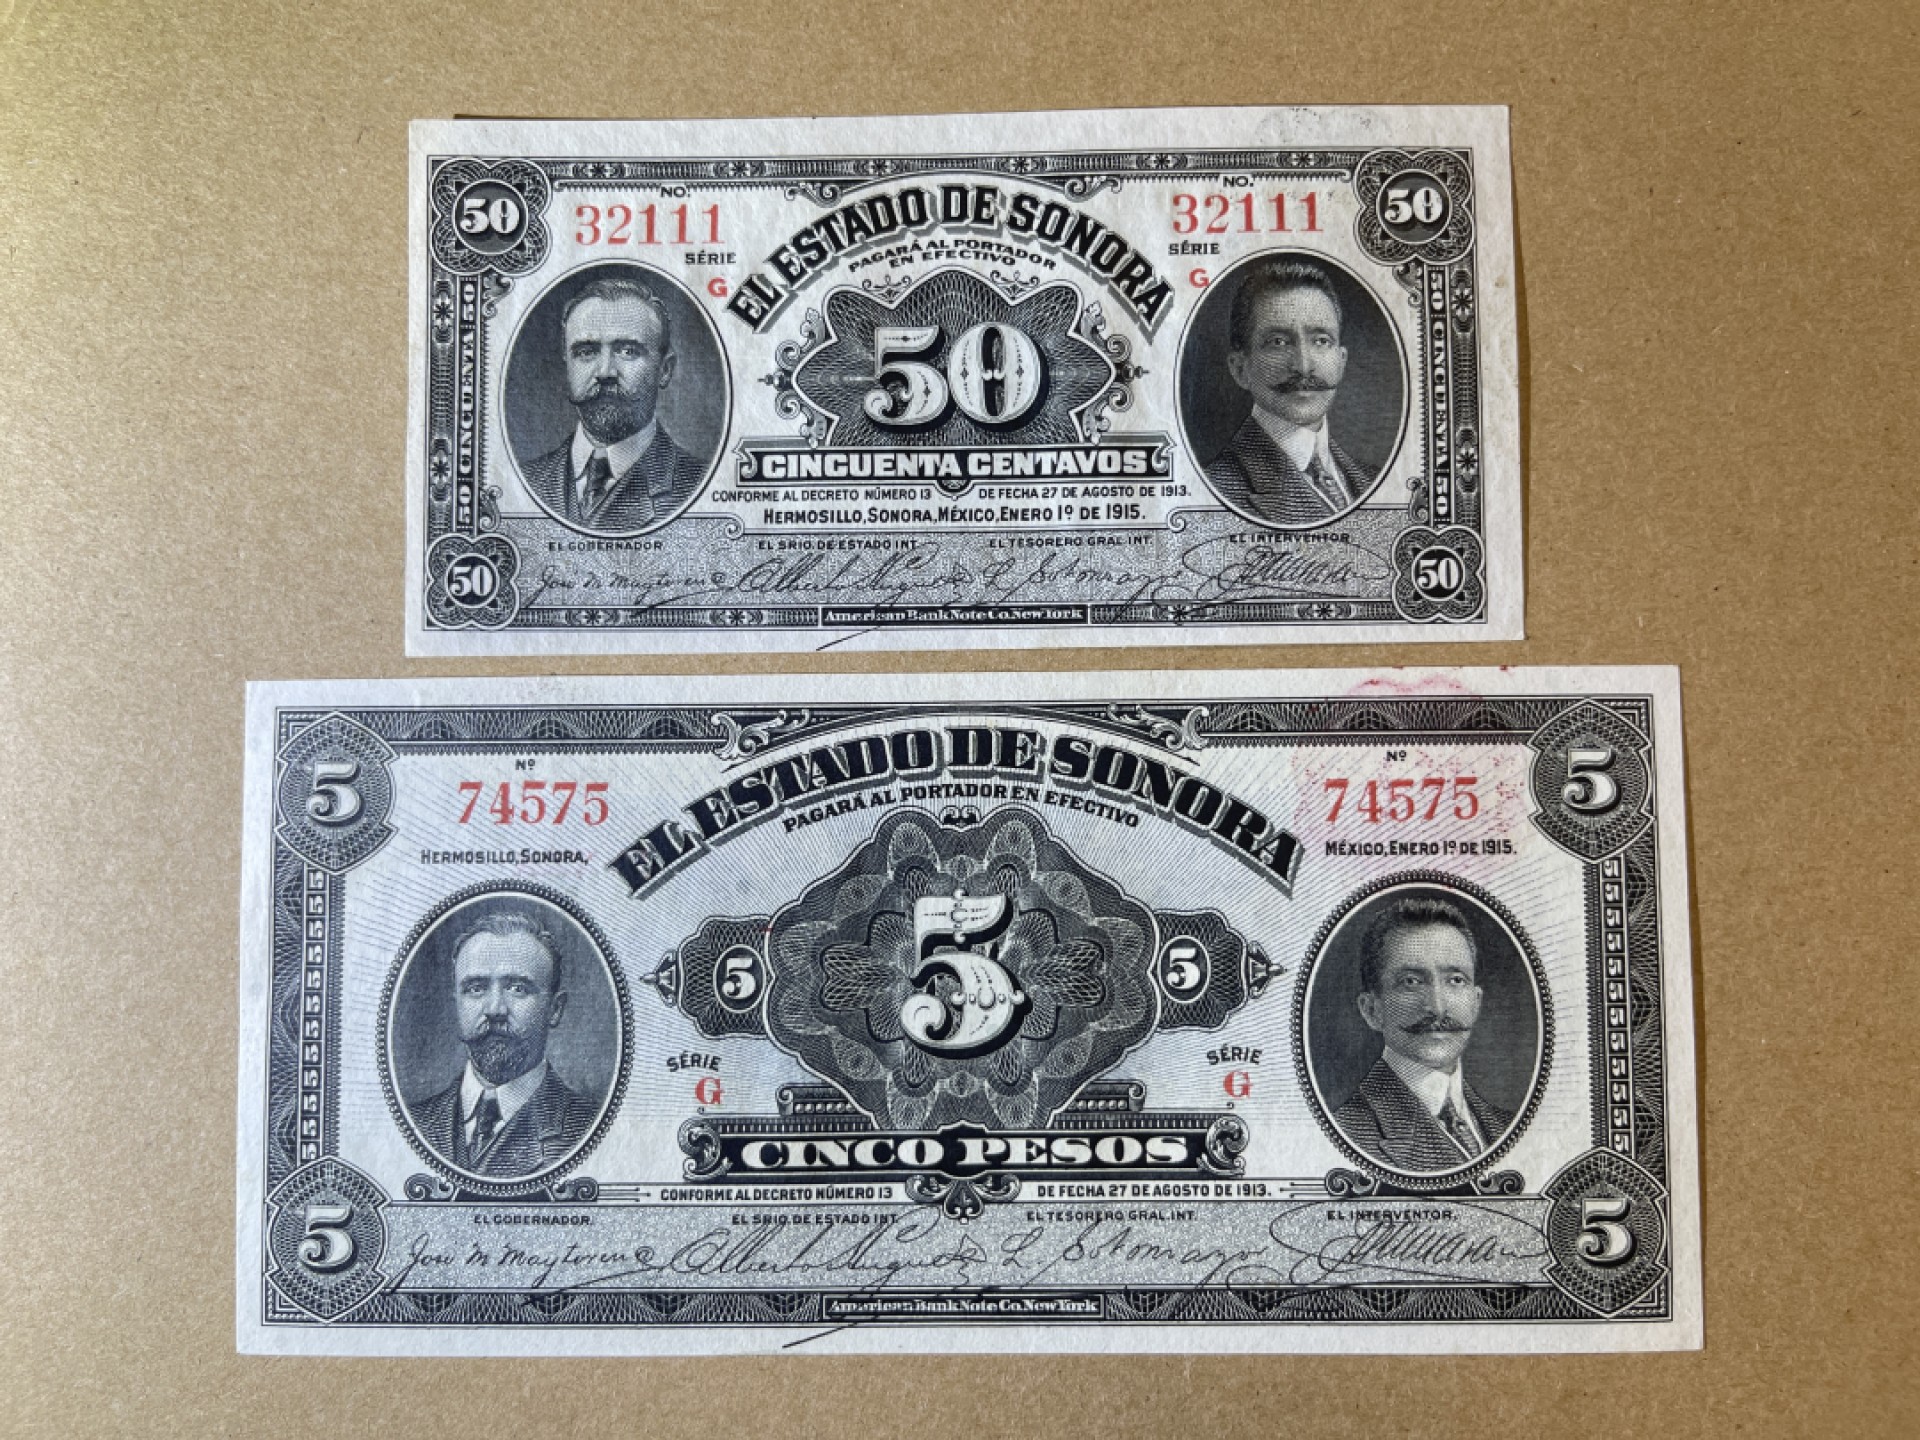 50
NO.
32111
SÉRIE
G
EL ESTADO DE SONORA
PAGARÁ AL PORTADOR
EN EFECTIVO
NO.
32111
SÉRIE
G
50
50 CINCUENTA 50
50
50 CINCUENTA 50
CINCUENTA CENTAVOS
CONFORME AL DECRETO NÚMERO 13 DE FECHA 27 DE AGOSTO DE 1913.
HERMOSILLO, SONORA, MÉXICO, ENERO 1º DE 1915.
EL GOBERNADOR EL SRIO. DE ESTADO INT. EL TESORERO GRAL. INT. EL INTERVENTOR
50
José M Maytorena
50
American Bank Note Co. New York
5
Nº
74575
HERMOSILLO, SONORA,
EL ESTADO DE SONORA
PAGARÁ AL PORTADOR EN EFECTIVO
Nº
74575
MÉXICO, ENERO 1º DE 1915.
5
5 5 5
SÉRIE
G
SÉRIE
G
CINCO PESOS
CONFORME AL DECRETO NÚMERO 13 DE FECHA 27 DE AGOSTO DE 1913.
EL GOBERNADOR. EL SRIO. DE ESTADO INT. EL TESORERO GRAL. INT. EL INTERVENTOR.
5
José M Maytorena
5
American Bank Note Co. New York